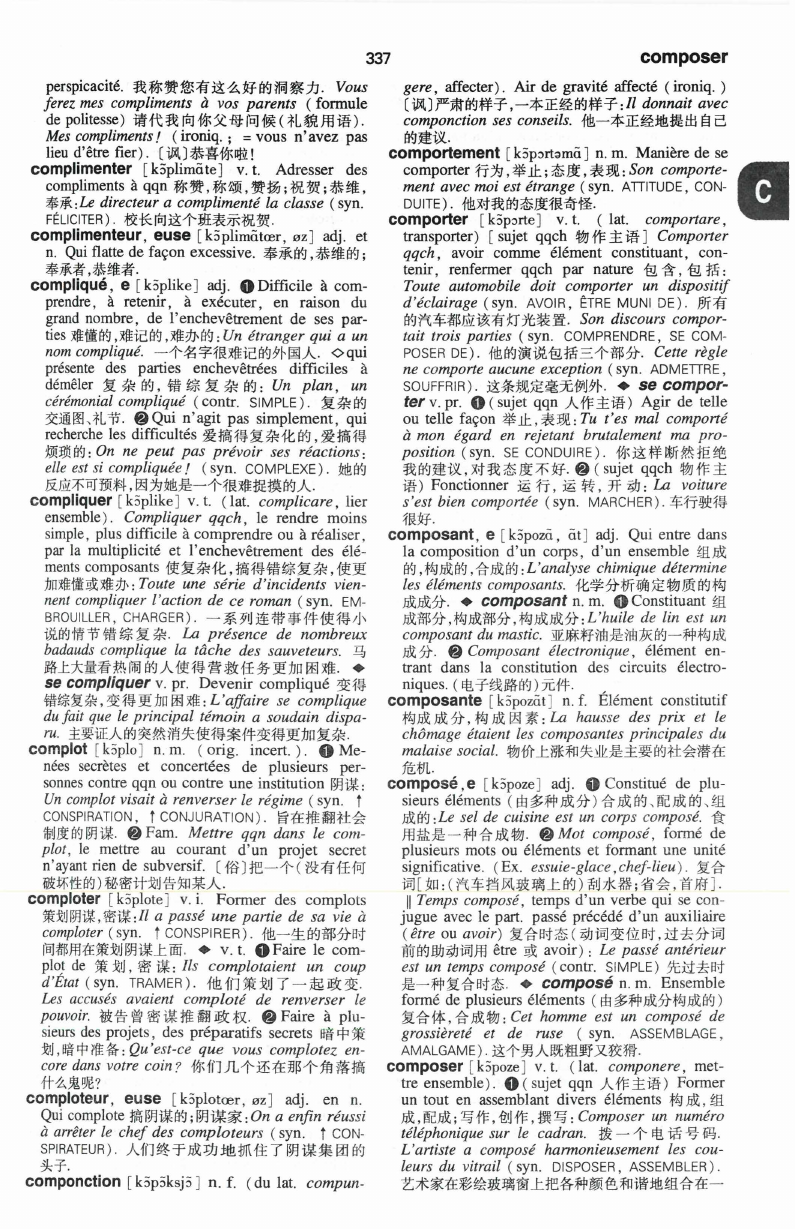 337
composer
perspicacité. 我称赞您有这么好的洞察力. Vous
ferez mes compliments à vos parents (formule
de politesse) 请代我向你父母问候(礼貌用语).
Mes compliments! (ironiq. ; = vous n'avez pas
lieu d'être fier). 〔讽〕恭喜你啦!
complimenter [kɔ̃plimɑ̃te] v. t. Adresser des
compliments à qqn 称赞,称颂,赞扬;祝贺;恭维,
奉承:Le directeur a complimenté la classe (syn.
FÉLICITER). 校长向这个班表示祝贺.
complimenteur, euse [kɔ̃plimɑ̃tœr, øz] adj. et
n. Qui flatte de façon excessive. 奉承的,恭维的;
奉承者,恭维者.
compliqué, e [kɔ̃plike] adj. ❶Difficile à com-
prendre, à retenir, à exécuter, en raison du
grand nombre, de l'enchevêtrement de ses par-
ties 难懂的,难记的,难办的:Un étranger qui a un
nom compliqué. 一个名字很难记的外国人. ◇qui
présente des parties enchevêtrées difficiles à
démêler 复杂的,错综复杂的: Un plan, un
cérémonial compliqué (contr. SIMPLE). 复杂的
交通图、礼节. ❷Qui n'agit pas simplement, qui
recherche les difficultés 爱搞得复杂化的,爱搞得
烦琐的:On ne peut pas prévoir ses réactions:
elle est si compliquée! (syn. COMPLEXE). 她的
反应不可预料,因为她是一个很难捉摸的人.
compliquer [kɔ̃plike] v. t. (lat. complicare, lier
ensemble). Compliquer qqch, le rendre moins
simple, plus difficile à comprendre ou à réaliser,
par la multiplicité et l'enchevêtrement des élé-
ments composants 使复杂化,搞得错综复杂,使更
加难懂或难办:Toute une série d'incidents vien-
nent compliquer l'action de ce roman (syn. EM-
BROUILLER, CHARGER). 一系列连带事件使得小
说的情节错综复杂. La présence de nombreux
badauds complique la tâche des sauveteurs. 马
路上大量看热闹的人使得营救任务更加困难. ◆
se compliquer v. pr. Devenir compliqué 变得
错综复杂,变得更加困难:L'affaire se complique
du fait que le principal témoin a soudain dispa-
ru. 主要证人的突然消失使得案件变得更加复杂.
complot [kɔ̃plo] n. m. (orig. incert.). ❶Me-
nées secrètes et concertées de plusieurs per-
sonnes contre qqn ou contre une institution 阴谋:
Un complot visait à renverser le régime (syn. ↑
CONSPIRATION, ↑ CONJURATION). 旨在推翻社会
制度的阴谋. ❷Fam. Mettre qqn dans le com-
plot, le mettre au courant d'un projet secret
n'ayant rien de subversif. 〔俗〕把一个(没有任何
破坏性的)秘密计划告知某人.
comploter [kɔ̃plote] v. i. Former des complots
策划阴谋,密谋:Il a passé une partie de sa vie à
comploter (syn. ↑ CONSPIRER). 他一生的部分时
间都用在策划阴谋上面. ◆ v. t. ❶Faire le com-
plot de 策划,密谋: Ils complotaient un coup
d'État (syn. TRAMER). 他们策划了一起政变.
Les accusés avaient comploté de renverser le
pouvoir. 被告曾密谋推翻政权. ❷Faire à plu-
sieurs des projets, des préparatifs secrets 暗中策
划,暗中准备:Qu'est-ce que vous complotez en-
core dans votre coin? 你们几个还在那个角落搞
什么鬼呢?
comploteur, euse [kɔ̃plotœr, øz] adj. en n.
Qui complote 搞阴谋的;阴谋家:On a enfin réussi
à arrêter le chef des comploteurs (syn. ↑ CON-
SPIRATEUR). 人们终于成功地抓住了阴谋集团的
头子.
componction [kɔ̃pɔ̃ksjɔ̃] n. f. (du lat. compun-
gere, affecter). Air de gravité affecté (ironiq.)
〔讽〕严肃的样子,一本正经的样子:Il donnait avec
componction ses conseils. 他一本正经地提出自己
的建议.
comportement [kɔ̃pɔrtəmɑ̃] n. m. Manière de se
comporter 行为,举止;态度,表现:Son comporte-
ment avec moi est étrange (syn. ATTITUDE, CON-
DUITE). 他对我的态度很奇怪.
C
comporter [kɔ̃pɔrte] v. t. (lat. comportare,
transporter) [sujet qqch 物作主语] Comporter
qqch, avoir comme élément constituant, con-
tenir, renfermer qqch par nature 包含,包括:
Toute automobile doit comporter un dispositif
d'éclairage (syn. AVOIR, ÊTRE MUNI DE). 所有
的汽车都应该有灯光装置. Son discours compor-
tait trois parties (syn. COMPRENDRE, SE COM-
POSER DE). 他的演说包括三个部分. Cette règle
ne comporte aucune exception (syn. ADMETTRE,
SOUFFRIR). 这条规定毫无例外. ◆ se compor-
ter v. pr. ❶(sujet qqn 人作主语) Agir de telle
ou telle façon 举止,表现:Tu t'es mal comporté
à mon égard en rejetant brutalement ma pro-
position (syn. SE CONDUIRE). 你这样断然拒绝
我的建议,对我态度不好. ❷(sujet qqch 物作主
语) Fonctionner 运行,运转,开动: La voiture
s'est bien comportée (syn. MARCHER). 车行驶得
很好.
composant, e [kɔ̃pozɑ̃, ɑ̃t] adj. Qui entre dans
la composition d'un corps, d'un ensemble 组成
的,构成的,合成的:L'analyse chimique détermine
les éléments composants. 化学分析确定物质的构
成成分. ◆ composant n. m. ❶Constituant 组
成部分,构成部分,构成成分:L'huile de lin est un
composant du mastic. 亚麻籽油是油灰的一种构成
成分. ❷ Composant électronique, élément en-
trant dans la constitution des circuits électro-
niques. (电子线路的)元件.
composante [kɔ̃pozɑ̃t] n. f. Élément constitutif
构成成分,构成因素: La hausse des prix et le
chômage étaient les composantes principales du
malaise social. 物价上涨和失业是主要的社会潜在
危机.
composé,e [kɔ̃poze] adj. ❶ Constitué de plu-
sieurs éléments (由多种成分)合成的、配成的、组
成的:Le sel de cuisine est un corps composé. 食
用盐是一种合成物. ❷Mot composé, formé de
plusieurs mots ou éléments et formant une unité
significative. (Ex. essuie-glace,chef-lieu). 复合
词[如:(汽车挡风玻璃上的)刮水器;省会,首府].
‖ Temps composé, temps d'un verbe qui se con-
jugue avec le part. passé précédé d'un auxiliaire
(être ou avoir) 复合时态(动词变位时,过去分词
前的助动词用 être 或 avoir): Le passé antérieur
est un temps composé (contr. SIMPLE) 先过去时
是一种复合时态. ◆ composé n. m. Ensemble
formé de plusieurs éléments (由多种成分构成的)
复合体,合成物:Cet homme est un composé de
grossièreté et de ruse (syn. ASSEMBLAGE,
AMALGAME). 这个男人既粗野又狡猾.
composer [kɔ̃poze] v. t. (lat. componere, met-
tre ensemble). ❶(sujet qqn 人作主语) Former
un tout en assemblant divers éléments 构成,组
成,配成;写作,创作,撰写:Composer un numéro
téléphonique sur le cadran. 拨一个电话号码.
L'artiste a composé harmonieusement les cou-
leurs du vitrail (syn. DISPOSER, ASSEMBLER).
艺术家在彩绘玻璃窗上把各种颜色和谐地组合在一